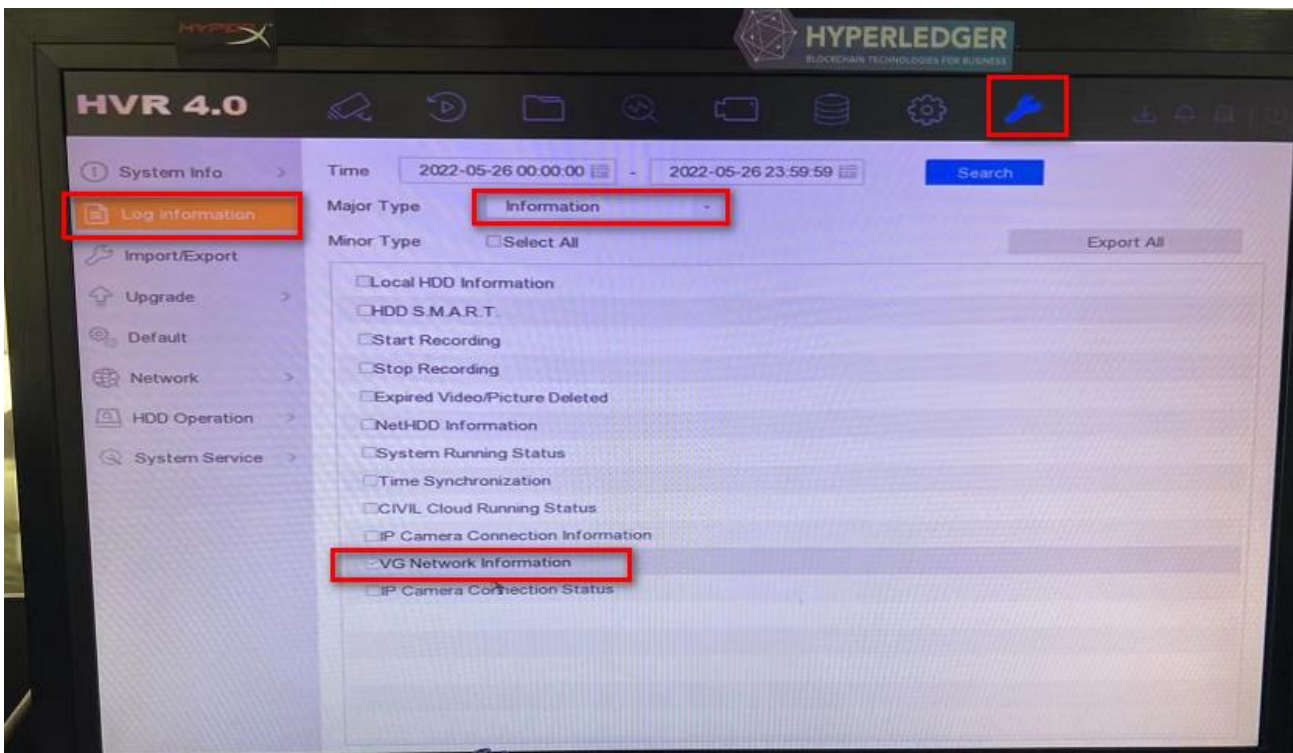 HYPERX
HYPERLEDGER
BLOCKCHAIN TECHNOLOGIES FOR BUSINESS
HVR 4.0
System Info
Log Information
Import/Export
Upgrade
Default
Network
HDD Operation
System Service
Time 2022-05-26 00:00:00 - 2022-05-26 23:59:59 Search
Major Type Information
Minor Type Select All Export All
Local HDD Information
HDD S.M.A.R.T.
Start Recording
Stop Recording
Expired Video/Picture Deleted
NetHDD Information
System Running Status
Time Synchronization
CIVIL Cloud Running Status
IP Camera Connection Information
VG Network Information
IP Camera Connection Status